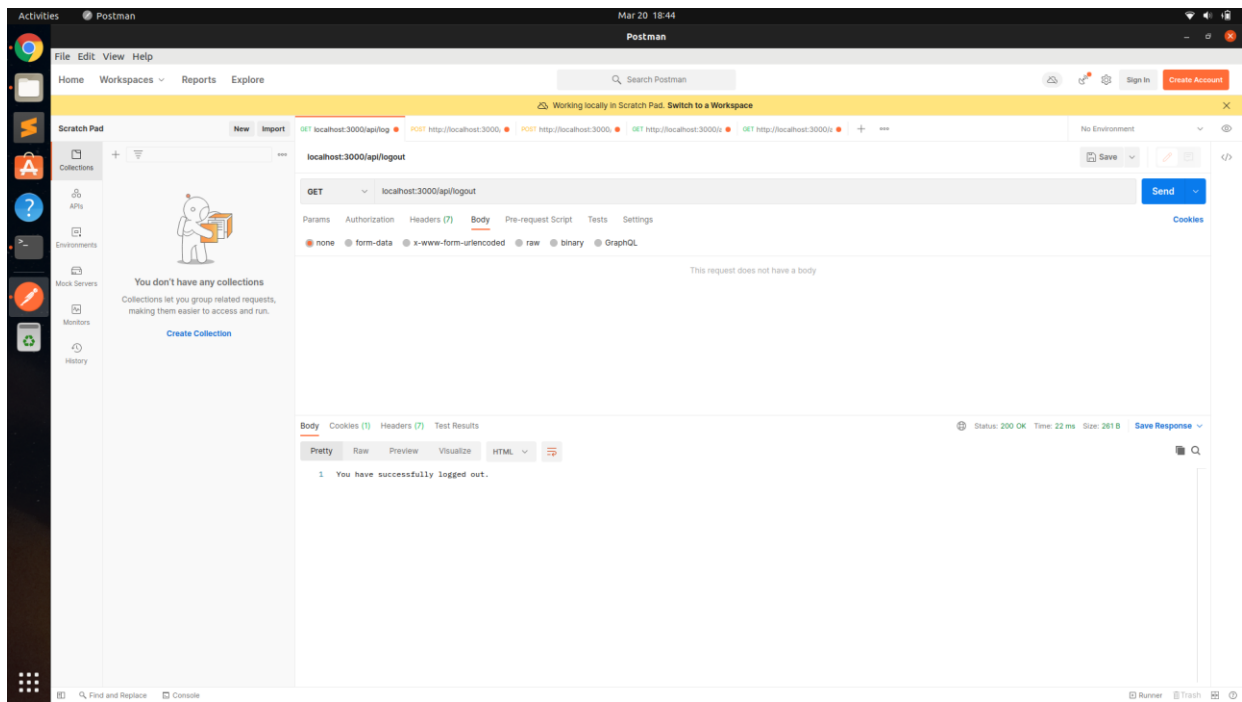 Activities Postman Mar 20 18:44
Postman
File Edit View Help
Home Workspaces Reports Explore Search Postman Sign In Create Account
Working locally in Scratch Pad. Switch to a Workspace
Scratch Pad New Import GET localhost:3000/api/log POST http://localhost:3000, POST http://localhost:3000, GET http://localhost:3000/ GET http://localhost:3000/ No Environment
Collections
localhost:3000/api/logout Save
APIs
GET localhost:3000/api/logout Send
Params Authorization Headers (7) Body Pre-request Script Tests Settings Cookies
Environments
none form-data x-www-form-urlencoded raw binary GraphQL
This request does not have a body
Mock Servers
You don't have any collections
Collections let you group related requests,
making them easier to access and run.
Monitors
Create Collection
History
Body Cookies (1) Headers (7) Test Results Status: 200 OK Time: 22 ms Size: 261 B Save Response
Pretty Raw Preview Visualize HTML
1 You have successfully logged out.
Find and Replace Console Runner Trash